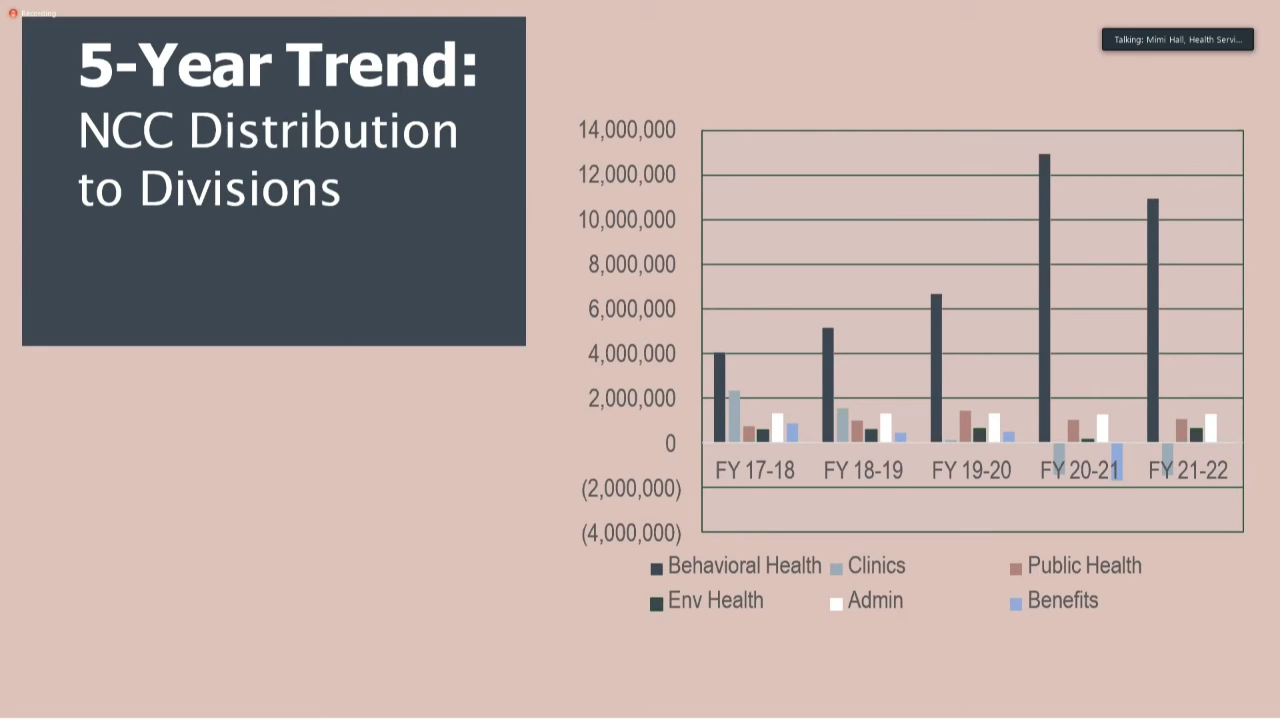 Recording
5-Year Trend:
NCC Distribution
to Divisions
Talking: Mimi Hall, Health Servi...
14,000,000
12,000,000
10,000,000
8,000,000
6,000,000
4,000,000
2,000,000
0
(2,000,000)
(4,000,000)
FY 17-18 FY 18-19 FY 19-20 FY 20-21 FY 21-22
Behavioral Health Clinics Public Health
Env Health Admin Benefits